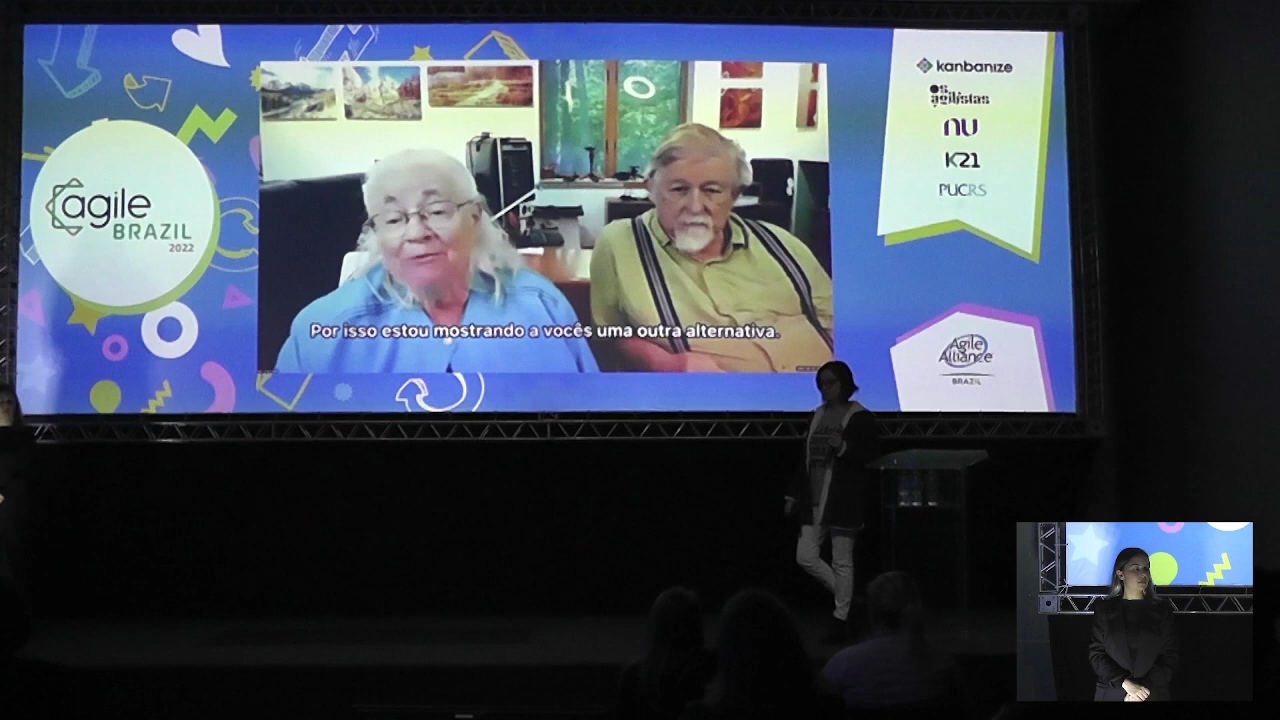 agile
BRAZIL
2022
Por isso estou mostrando a vocês uma outra alternativa.
kanbanize
os
agilistas
nu
K21
PUCRS
Agile
Alliance
BRAZIL